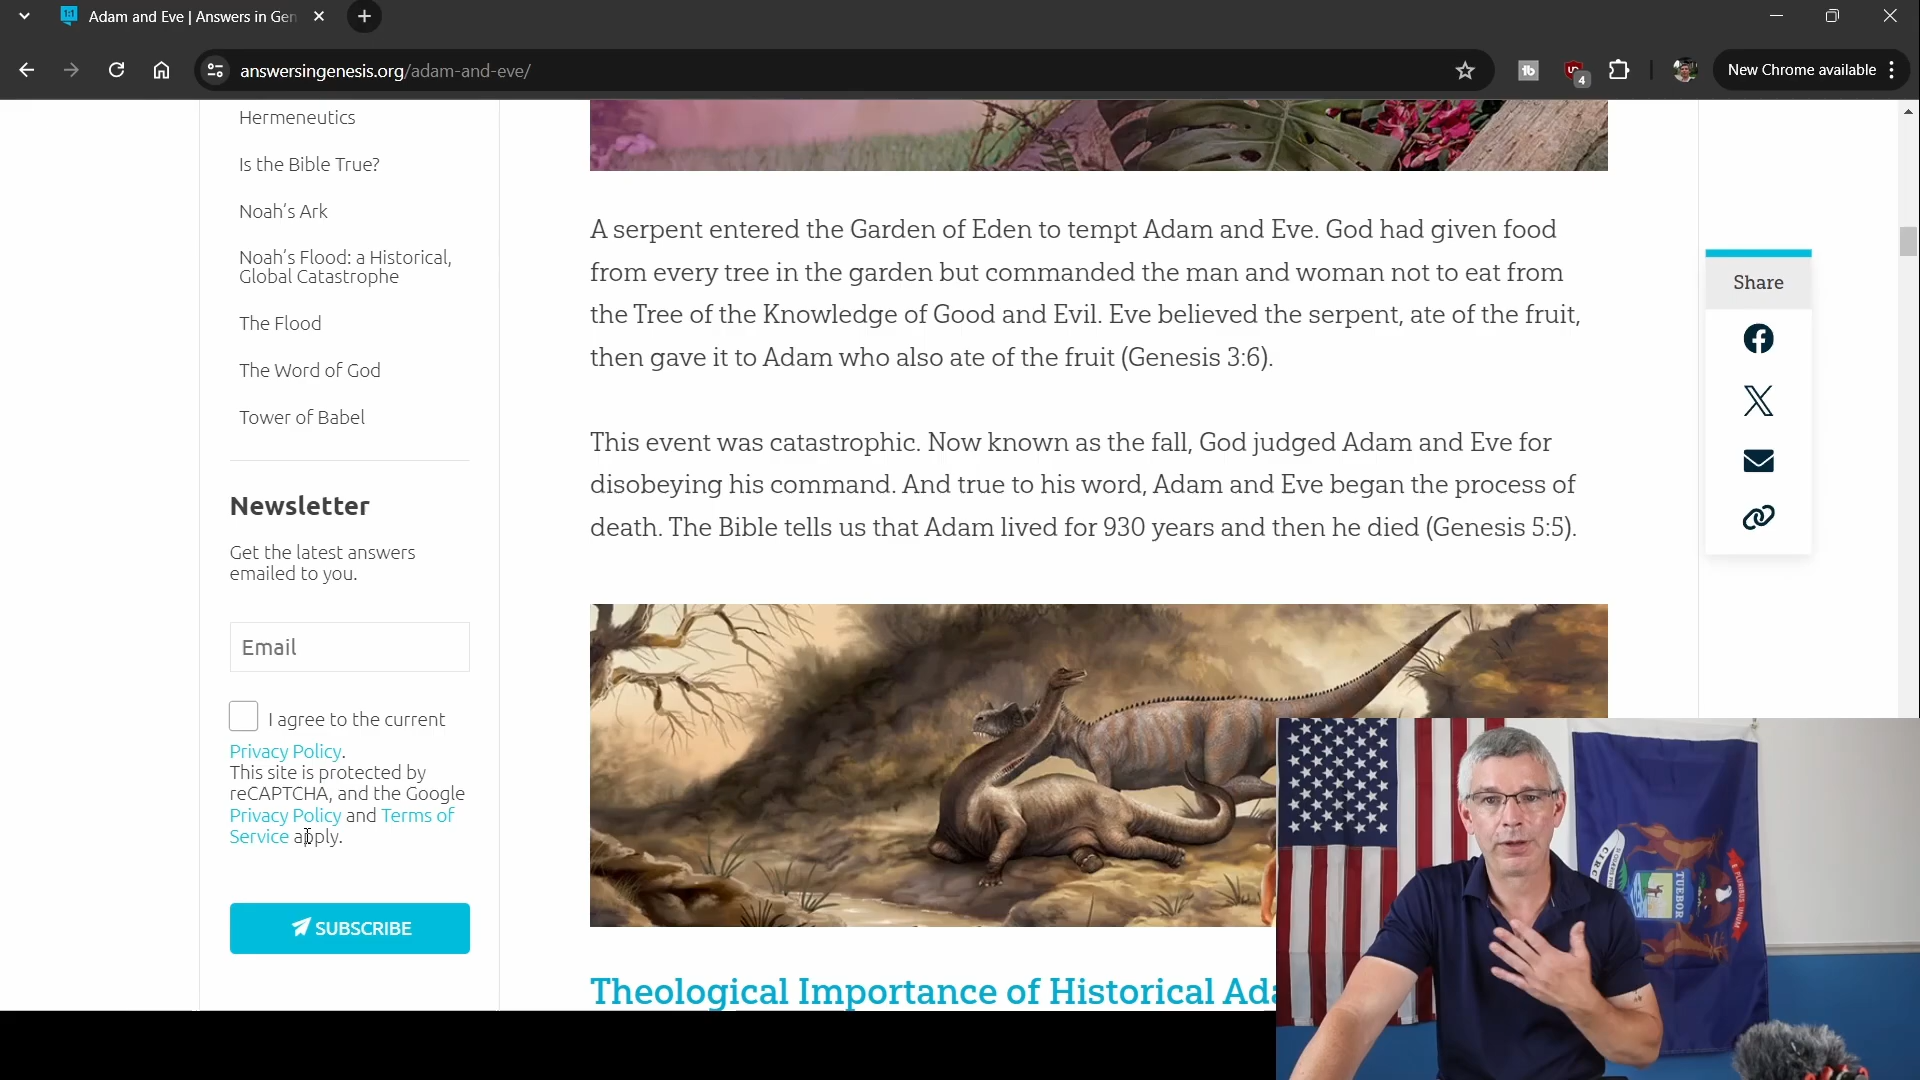 Adam and Eve | Answers in Gen
answersingenesis.org/adam-and-eve/
4
New Chrome available
Hermeneutics
Is the Bible True?
Noah's Ark
Noah's Flood: a Historical,
Global Catastrophe
The Flood
The Word of God
Tower of Babel
Newsletter
Get the latest answers
emailed to you.
Email
I agree to the current
Privacy Policy.
This site is protected by
reCAPTCHA, and the Google
Privacy Policy and Terms of
Service apply.
SUBSCRIBE
A serpent entered the Garden of Eden to tempt Adam and Eve. God had given food
from every tree in the garden but commanded the man and woman not to eat from
the Tree of the Knowledge of Good and Evil. Eve believed the serpent, ate of the fruit,
then gave it to Adam who also ate of the fruit (Genesis 3:6).
This event was catastrophic. Now known as the fall, God judged Adam and Eve for
disobeying his command. And true to his word, Adam and Eve began the process of
death. The Bible tells us that Adam lived for 930 years and then he died (Genesis 5:5).
Theological Importance of Historical Ada
Share
TUEBOR